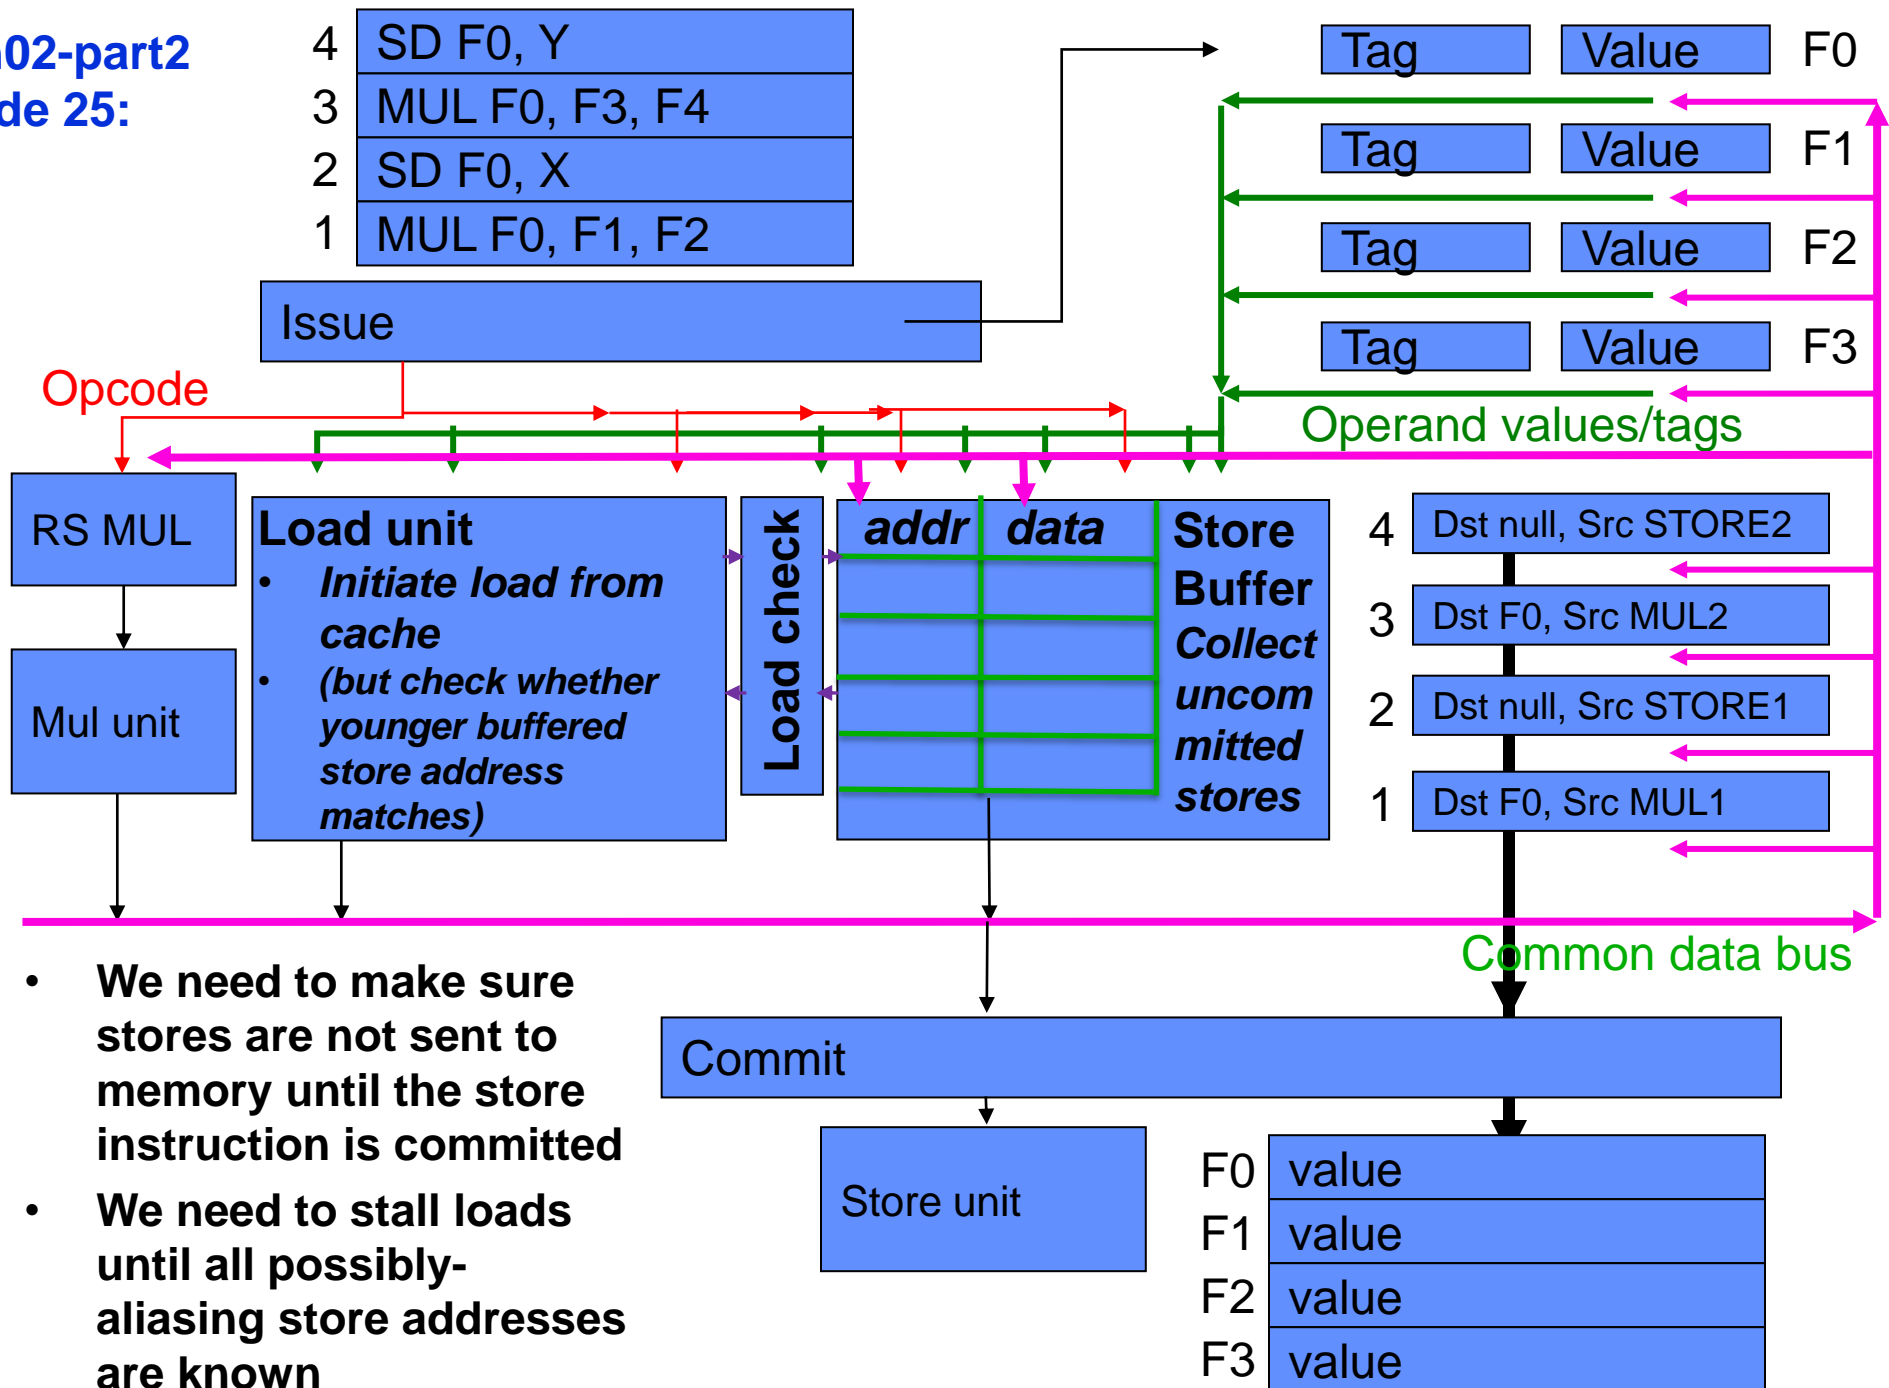 n02-part2
de 25:
4 SD F0, Y
3 MUL F0, F3, F4
2 SD F0, X
1 MUL F0, F1, F2
Issue
Tag Value F0
Tag Value F1
Tag Value F2
Tag Value F3
Opcode
Operand values/tags
RS MUL
Mul unit
Load unit
• Initiate load from
cache
• (but check whether
younger buffered
store address
matches)
Load check
addr data
Store
Buffer
Collect
uncom
mitted
stores
4 Dst null, Src STORE2
3 Dst F0, Src MUL2
2 Dst null, Src STORE1
1 Dst F0, Src MUL1
Common data bus
• We need to make sure
stores are not sent to
memory until the store
instruction is committed
• We need to stall loads
until all possibly-
aliasing store addresses
are known
Commit
Store unit
F0 value
F1 value
F2 value
F3 value